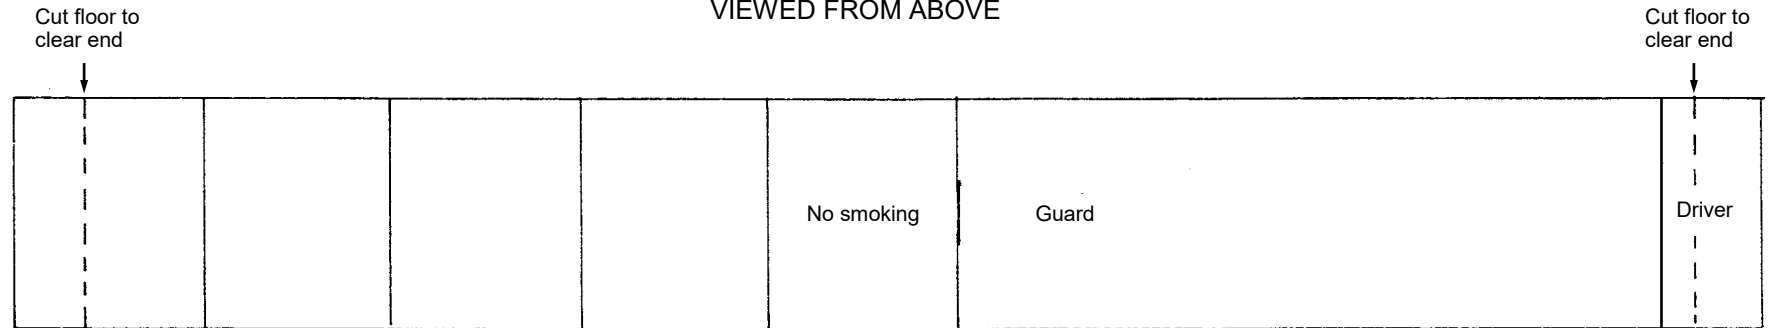 VIEWED FROM ABOVE
Cut floor to
clear end
Cut floor to
clear end
No smoking
Guard
Driver